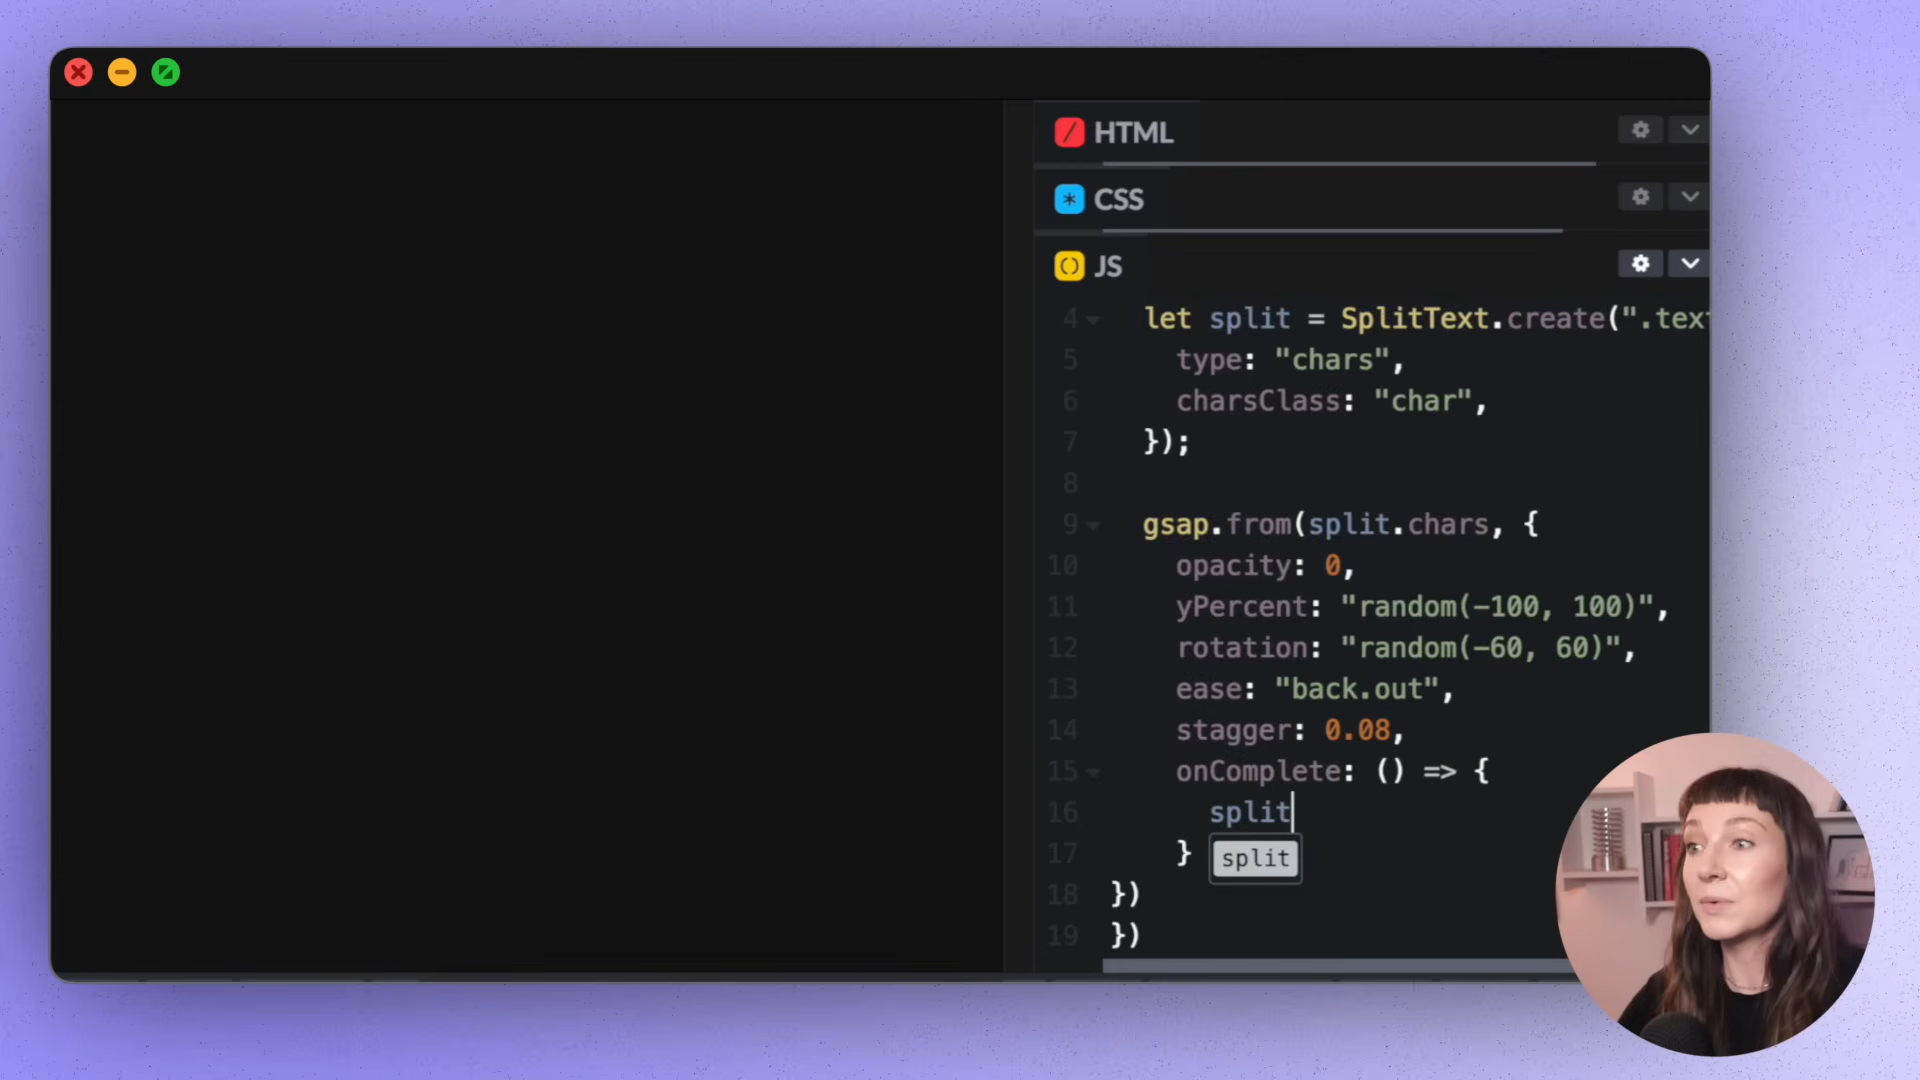 HTML
CSS
JS
4 let split = SplitText.create(".tex
5 type: "chars",
6 charsClass: "char",
7 });
8
9 gsap.from(split.chars, {
10 opacity: 0,
11 yPercent: "random(-100, 100)",
12 rotation: "random(-60, 60)",
13 ease: "back.out",
14 stagger: 0.08,
15 onComplete: () => {
16 split
17 }
split
18 })
19 })